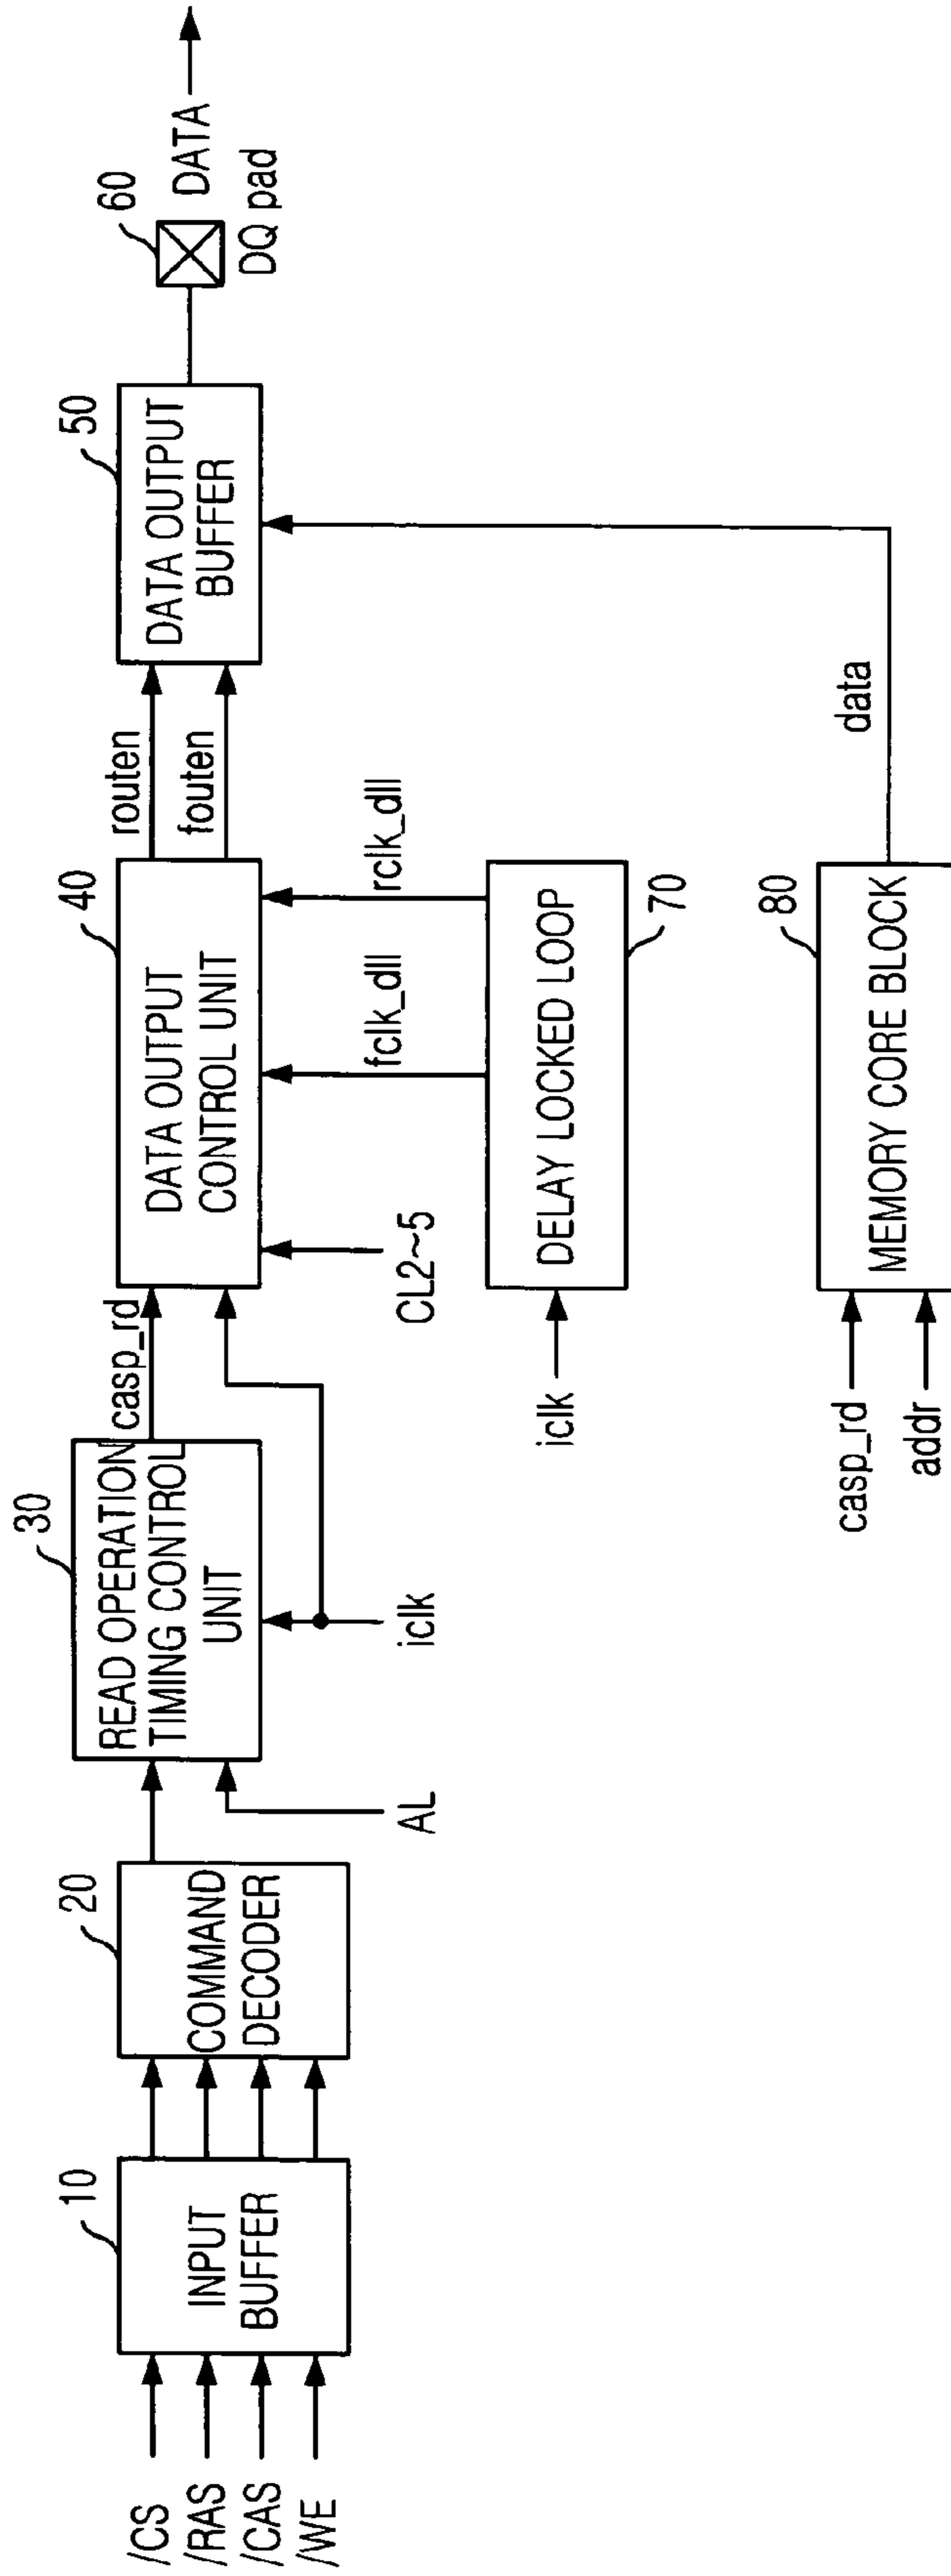 /CS
/RAS
/CAS
/WE
10
INPUT
BUFFER
20
COMMAND
DECODER
AL
30
READ OPERATION
TIMING CONTROL
UNIT
iclk
casp_rd
40
DATA OUTPUT
CONTROL UNIT
CL2~5
fclk_dll
rclk_dll
routen
fouten
50
DATA OUTPUT
BUFFER
60
DATA
DQ pad
iclk
DELAY LOCKED LOOP
70
casp_rd
addr
80
MEMORY CORE BLOCK
data